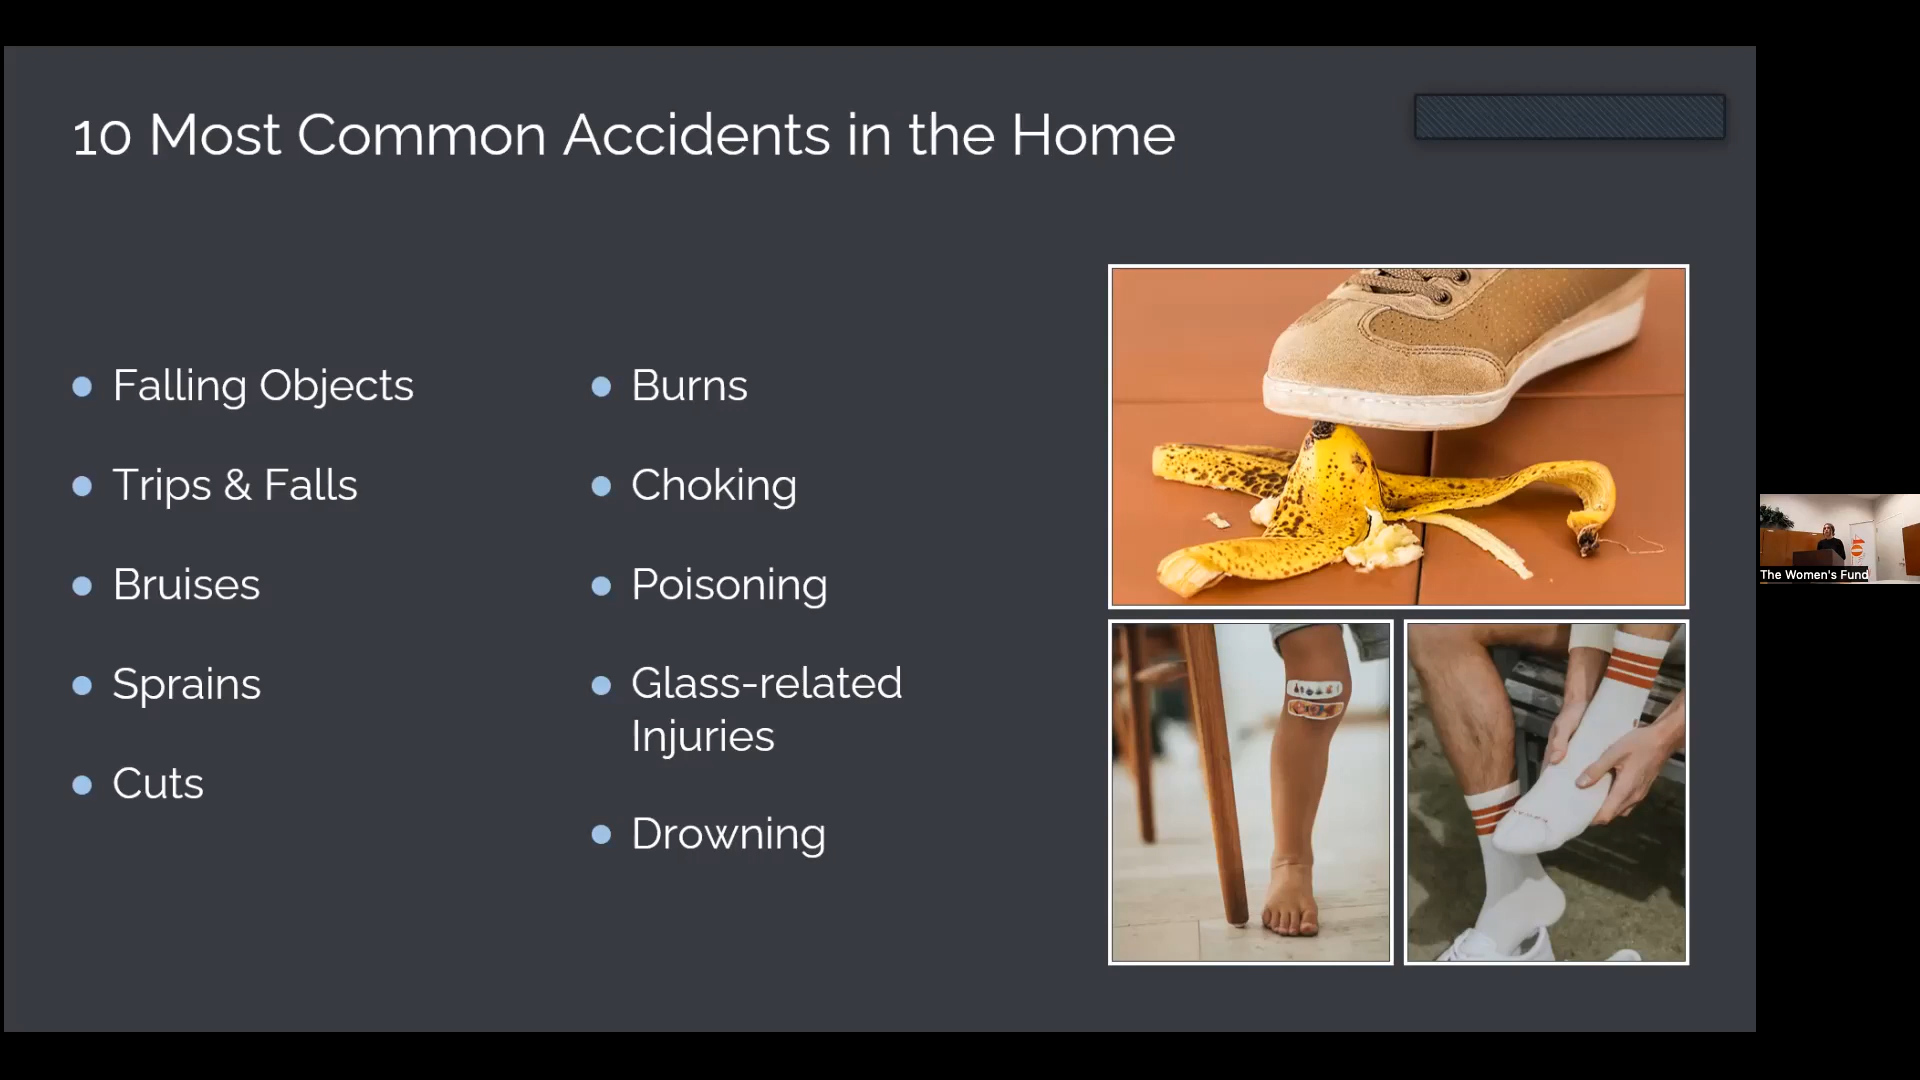 10 Most Common Accidents in the Home
Falling Objects
Trips & Falls
Bruises
Sprains
Cuts
Burns
Choking
Poisoning
Glass-related
Injuries
Drowning
The Women's Fund